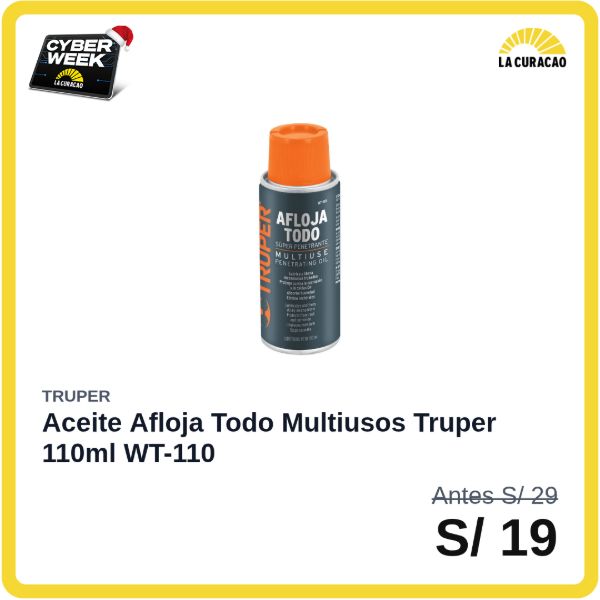 CYBER
WEEK
LA CURACAO
LA CURACAO
TRUPER®
AFLOJA
TODO
SÚPER PENETRANTE
MULTIUSE
PENETRATING OIL
TRUPER
Aceite Afloja Todo Multiusos Truper
110ml WT-110
Antes S/ 29
S/ 19